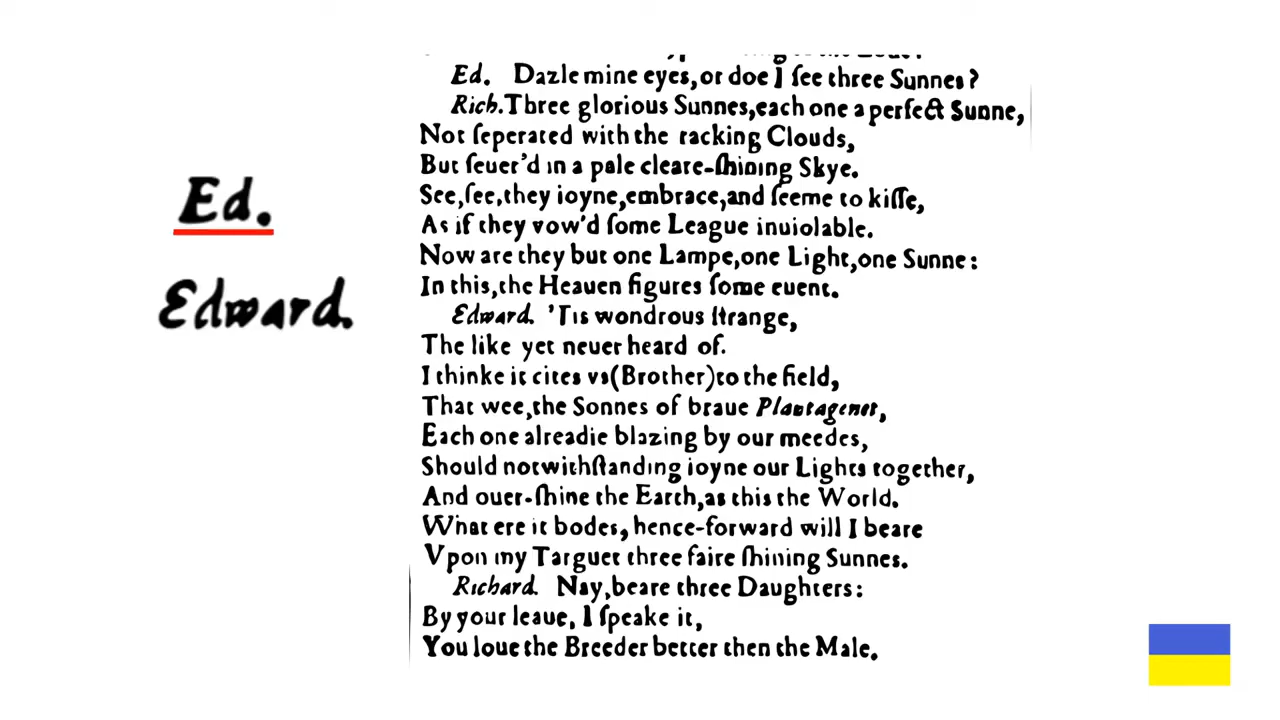 Ed.
Edward.
Ed. Dazle mine eyes, or doe I ſee three Sunnes?
Rich. Three glorious Sunnes, each one a perfect Sunne,
Not ſeperated with the racking Clouds,
But ſeuer'd in a pale cleare-ſhining Skye.
See, ſee, they ioyne, embrace, and ſeeme to kiſſe,
As if they vow'd ſome League inuiolable.
Now are they but one Lampe, one Light, one Sunne:
In this, the Heauen figures ſome euent.
Edward. 'Tis wondrous ſtrange,
The like yet neuer heard of.
I thinke it cites vs (Brother) to the field,
That wee, the Sonnes of braue Plantagenet,
Each one alreadie blazing by our meedes,
Should notwithſtanding ioyne our Lights together,
And ouer-ſhine the Earth, as this the World.
What ere it bodes, hence-forward will I beare
Vpon my Targuet three faire ſhining Sunnes.
Richard. Nay, beare three Daughters:
By your leaue, I ſpeake it,
You loue the Breeder better then the Male.